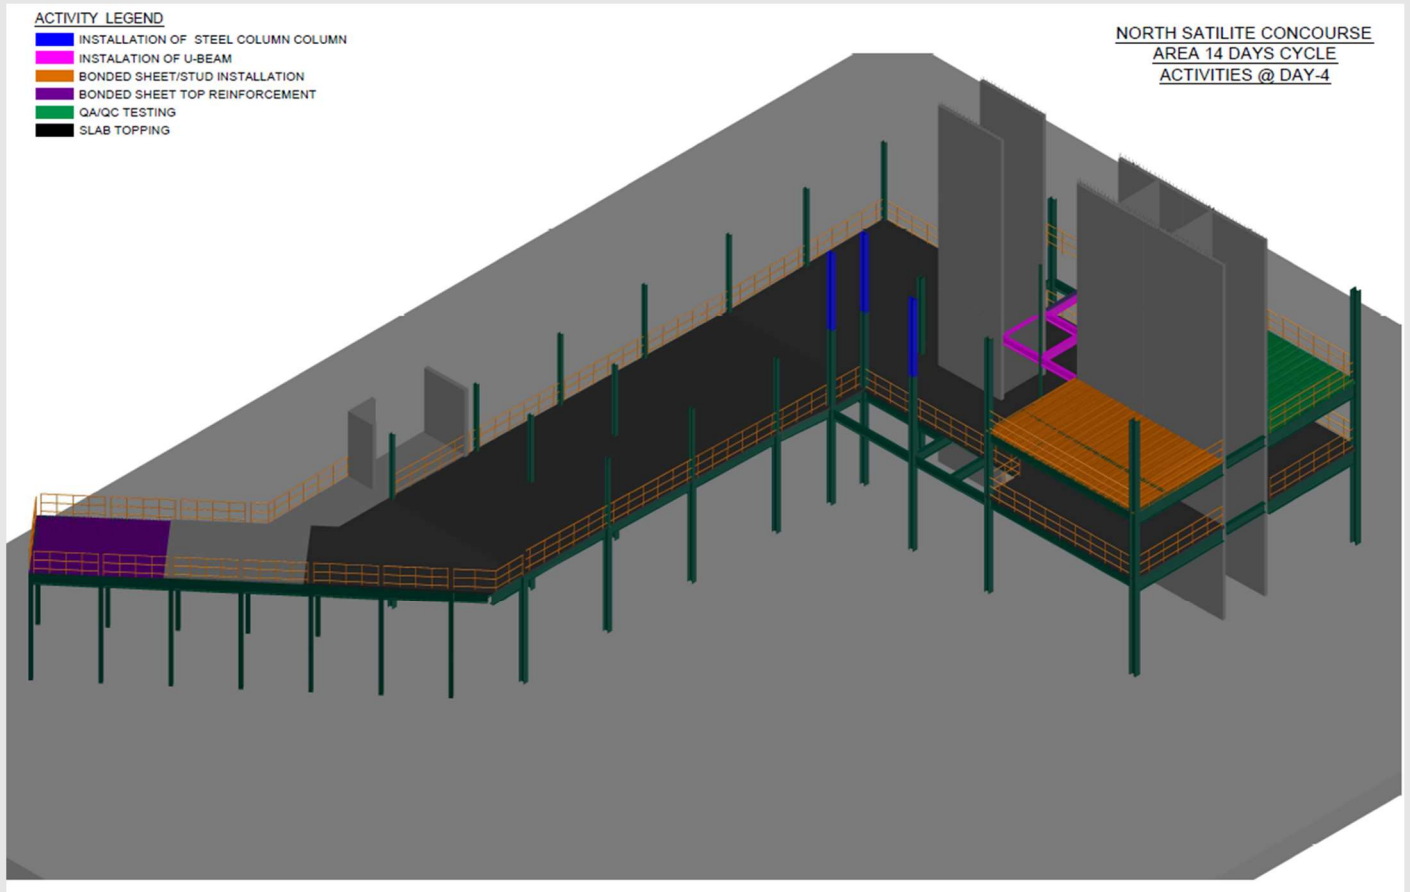 ACTIVITY LEGEND
INSTALLATION OF STEEL COLUMN COLUMN
INSTALATION OF U-BEAM
BONDED SHEET/STUD INSTALLATION
BONDED SHEET TOP REINFORCEMENT
QA/QC TESTING
SLAB TOPPING
NORTH SATILITE CONCOURSE
AREA 14 DAYS CYCLE
ACTIVITIES @ DAY-4